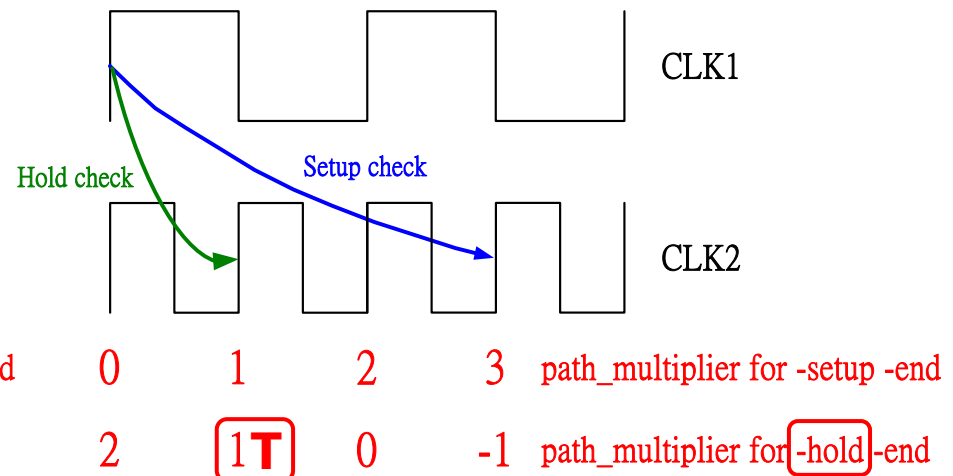 CLK1
Setup check
Hold check
CLK2
d 0 1 2 3 path_multiplier for -setup -end
2 1T 0 -1 path_multiplier for -hold -end